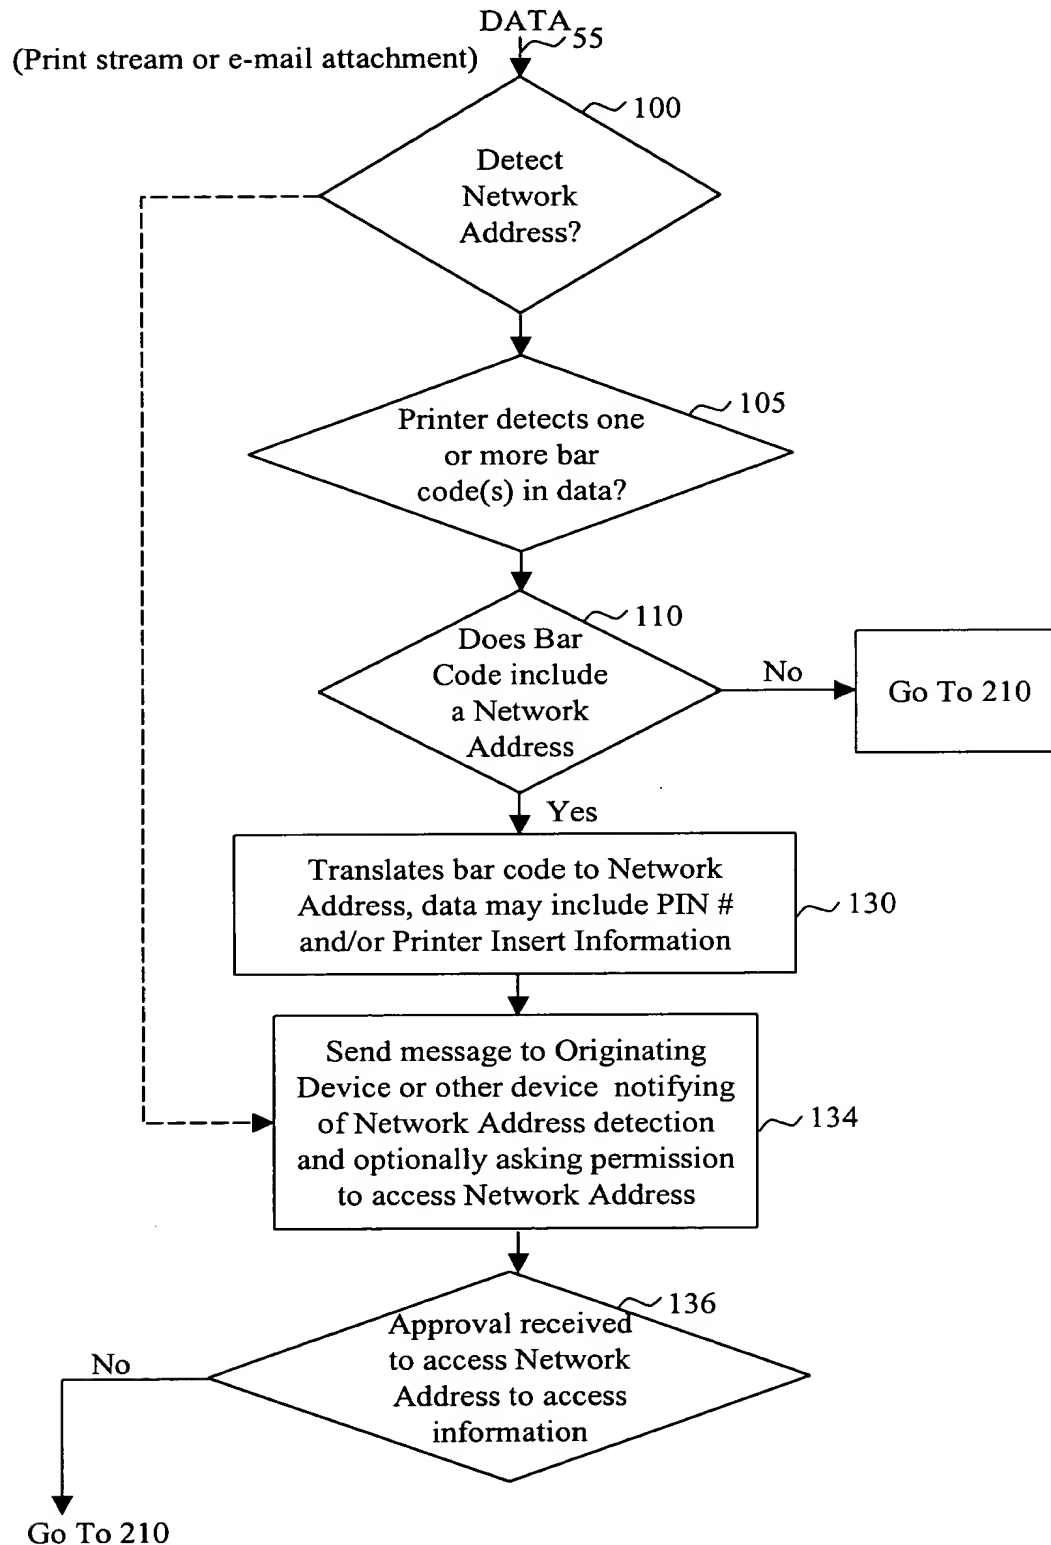 DATA
55
(Print stream or e-mail attachment)
100
Detect
Network
Address?
105
Printer detects one
or more bar
code(s) in data?
110
Does Bar
Code include
a Network
Address
No
Go To 210
Yes
Translates bar code to Network
Address, data may include PIN #
and/or Printer Insert Information
130
Send message to Originating
Device or other device notifying
of Network Address detection
and optionally asking permission
to access Network Address
134
136
Approval received
to access Network
Address to access
information
No
Go To 210